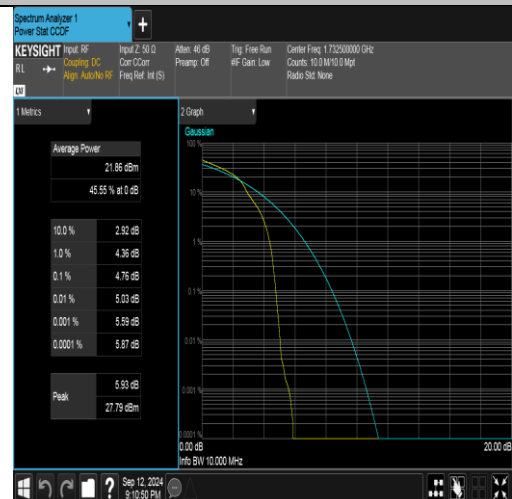 Spectrum Analyzer 1
Power Stat CCDF
+
KEYSIGHT
RL
Input: RF
Coupling: DC
Align: Auto/No RF
Input Z: 50 Ω
Corr CCorr
Freq Ref: Int (S)
Atten: 46 dB
Preamp: Off
Trig: Free Run
#IF Gain: Low
Center Freq: 1.732500000 GHz
Counts: 10.0 M/10.0 Mpt
Radio Std: None
LXI
1 Metrics
Average Power
21.86 dBm
45.55 % at 0 dB
10.0 % 2.92 dB
1.0 % 4.36 dB
0.1 % 4.76 dB
0.01 % 5.03 dB
0.001 % 5.59 dB
0.0001 % 5.87 dB
Peak
5.93 dB
27.79 dBm
2 Graph
Gaussian
100 %
10 %
1 %
0.1 %
0.01 %
0.001 %
0.0001 %
0.00 dB 20.00 dB
Info BW 10.000 MHz
?
Sep 12, 2024
9:10:50 PM